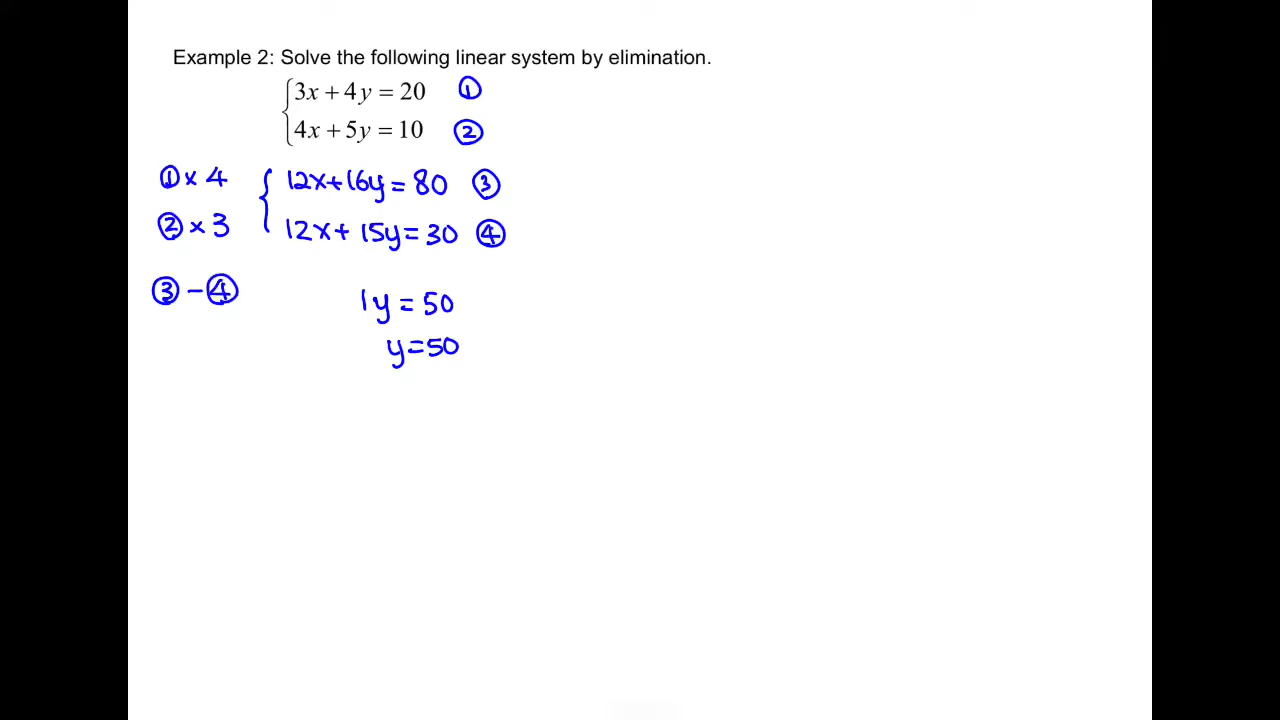 Example 2: Solve the following linear system by elimination.
3x + 4y = 20 ①
4x + 5y = 10 ②
① × 4 12x + 16y = 80 ③
② × 3 12x + 15y = 30 ④
③ − ④ 1y = 50
y = 50